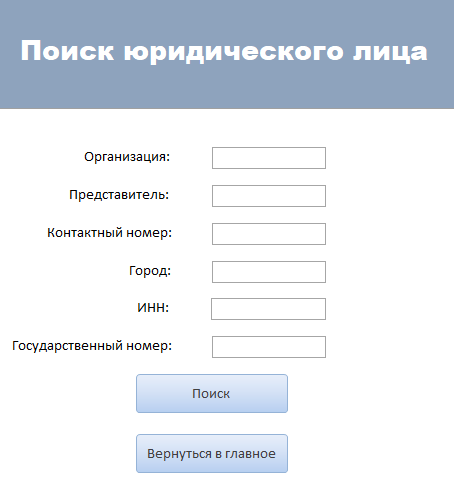 Поиск юридического лица
Организация:
Представитель:
Контактный номер:
Город:
ИНН:
Государственный номер:
Поиск
Вернуться в главное